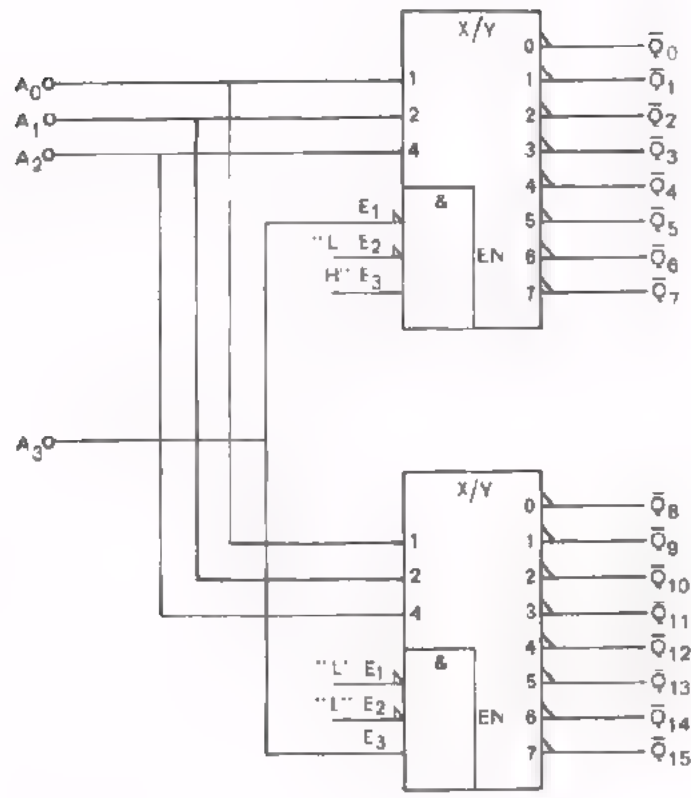 X/Y
0 Q̅0
A0 1 1 Q̅1
A1 2 2 Q̅2
A2 4 3 Q̅3
& 4 Q̅4
E1 5 Q̅5
"L E2 EN 6 Q̅6
H" E3 7 Q̅7
A3
X/Y
0 Q̅8
1 1 Q̅9
2 2 Q̅10
4 3 Q̅11
& 4 Q̅12
"L' E1 5 Q̅13
"L" E2 EN 6 Q̅14
E3 7 Q̅15